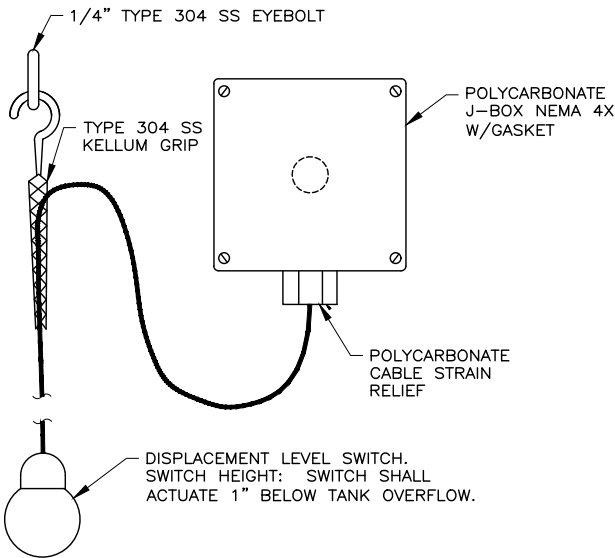 1/4” TYPE 304 SS EYEBOLT
POLYCARBONATE
J-BOX NEMA 4X
W/GASKET
TYPE 304 SS
KELLUM GRIP
POLYCARBONATE
CABLE STRAIN
RELIEF
DISPLACEMENT LEVEL SWITCH.
SWITCH HEIGHT: SWITCH SHALL
ACTUATE 1” BELOW TANK OVERFLOW.